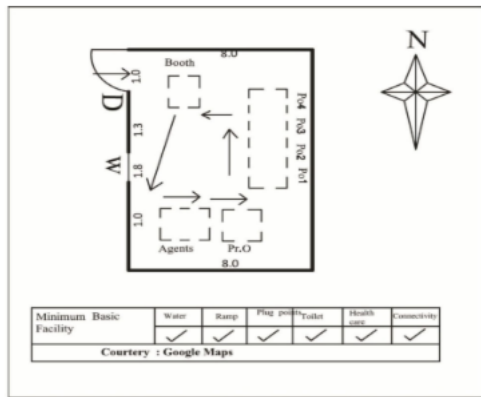 8.0
N
Booth
1.0
D
Po4
Po3
Po2
Po1
1.3
W
1.8
1.0
Agents
Pr.O
8.0
Minimum Basic Facility
Water
Ramp
Plug points
Toilet
Health care
Connectivity
Courtery : Google Maps